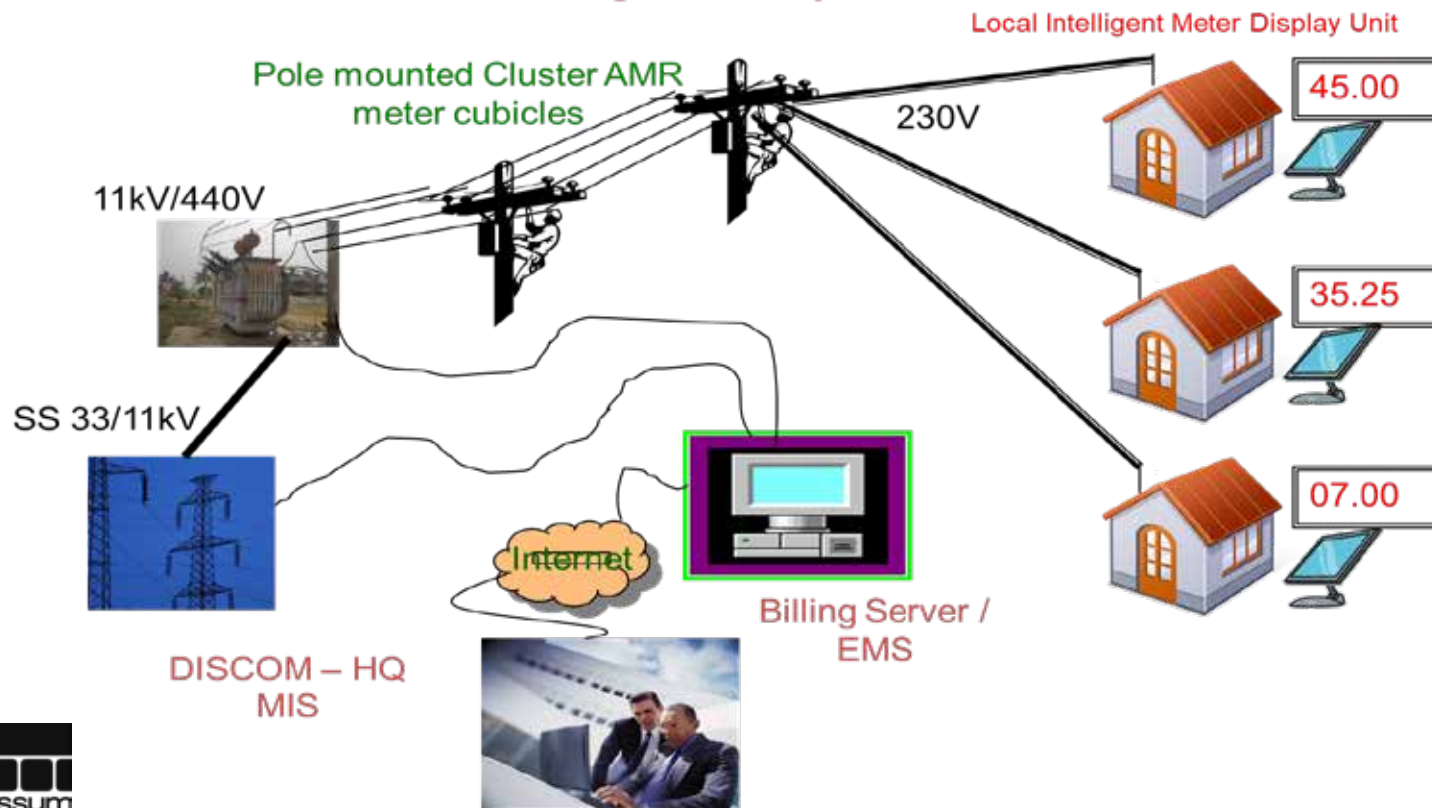 Local Intelligent Meter Display Unit
Pole mounted Cluster AMR
meter cubicles
230V
45.00
11kV/440V
35.25
SS 33/11kV
07.00
Internet
Billing Server /
EMS
DISCOM – HQ
MIS